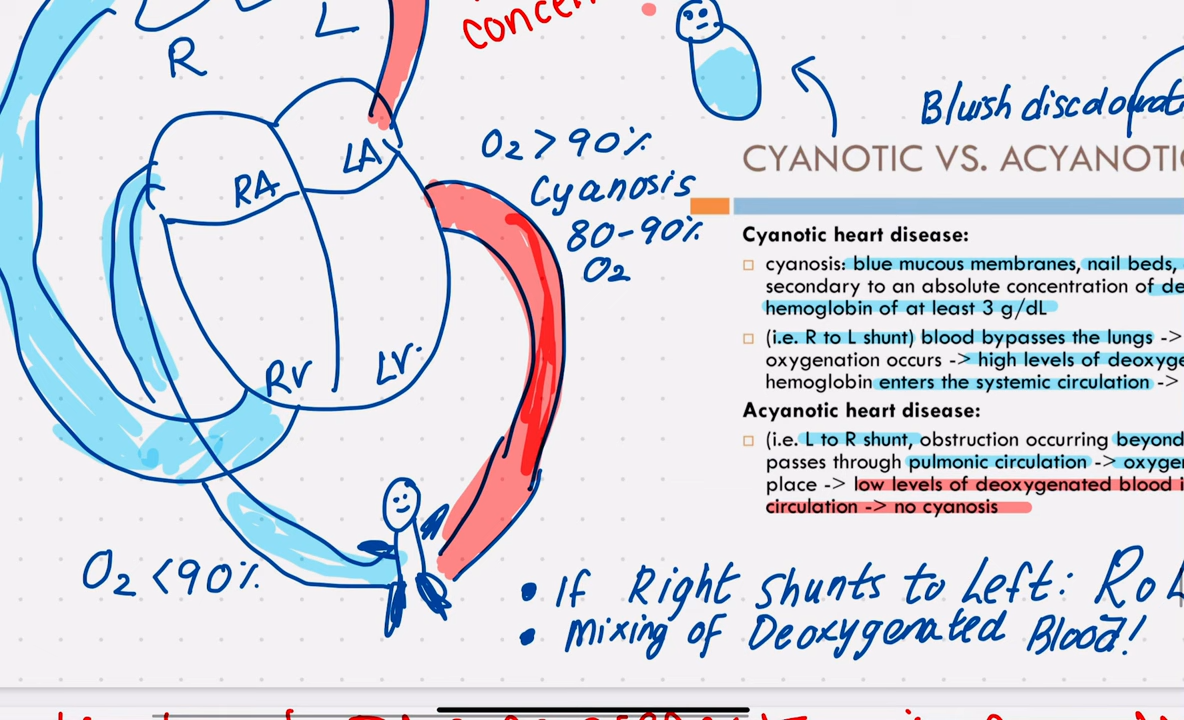 concen
R
L
Bluish discolourat
O₂ > 90%
Cyanosis
80-90%
O₂
RA
LA
RV
LV
CYANOTIC VS. ACYANOTI
Cyanotic heart disease:
cyanosis: blue mucous membranes, nail beds,
secondary to an absolute concentration of de
hemoglobin of at least 3 g/dL
(i.e. R to L shunt) blood bypasses the lungs ->
oxygenation occurs -> high levels of deoxyge
hemoglobin enters the systemic circulation ->
Acyanotic heart disease:
(i.e. L to R shunt, obstruction occurring beyond
passes through pulmonic circulation -> oxyge
place -> low levels of deoxygenated blood i
circulation -> no cyanosis
O₂ <90%
• If Right Shunts to Left: RoL
• Mixing of Deoxygenated Blood!